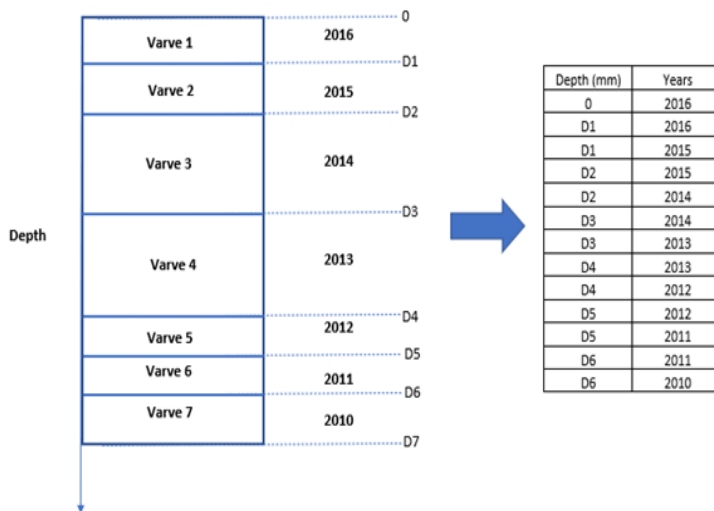 0
Varve 1
2016
D1
Varve 2
2015
D2
Varve 3
2014
D3
Depth
Varve 4
2013
D4
Varve 5
2012
D5
Varve 6
2011
D6
Varve 7
2010
D7
Depth (mm) Years
0 2016
D1 2016
D1 2015
D2 2015
D2 2014
D3 2014
D3 2013
D4 2013
D4 2012
D5 2012
D5 2011
D6 2011
D6 2010